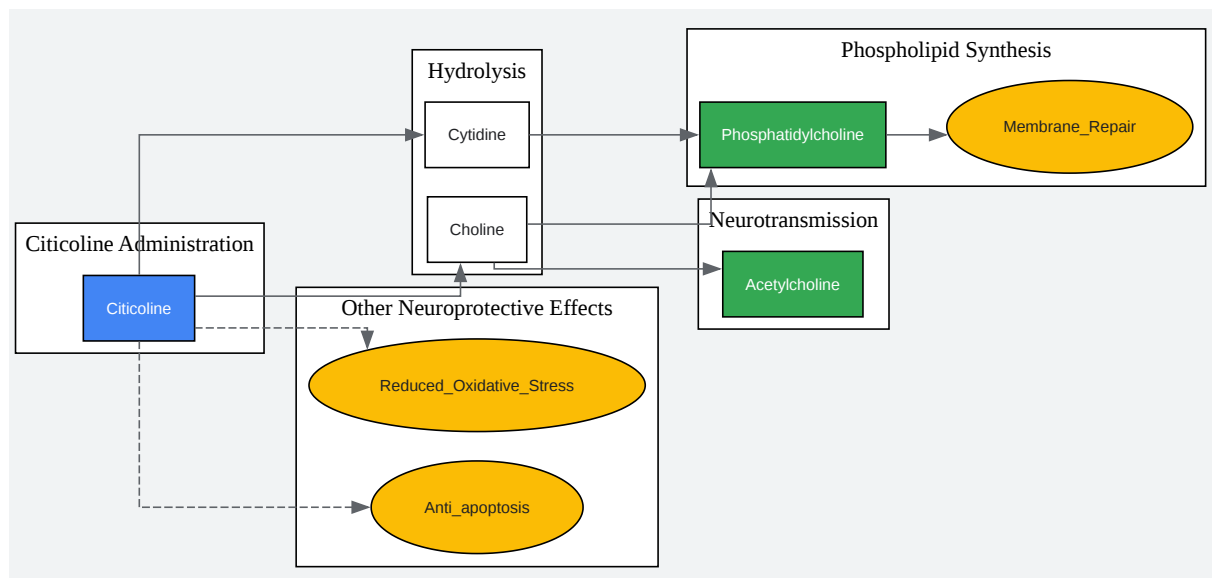 Citicoline Administration
Citicoline
Hydrolysis
Cytidine
Choline
Other Neuroprotective Effects
Reduced_Oxidative_Stress
Anti_apoptosis
Phospholipid Synthesis
Phosphatidylcholine
Membrane_Repair
Neurotransmission
Acetylcholine